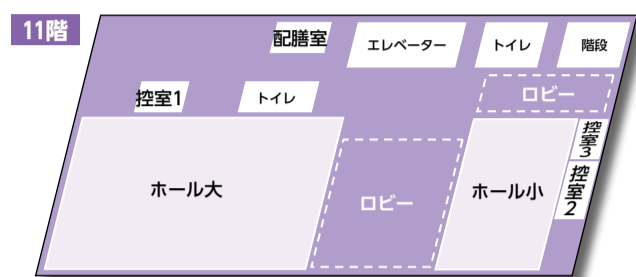 11階
配膳室
エレベーター
トイレ
階段
控室1
トイレ
ロビー
控室3
ホール大
ロビー
ホール小
控室2